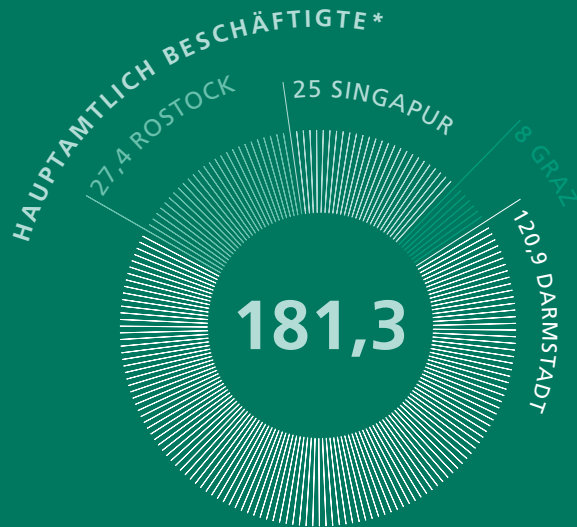 HAUPTAMTLICH BESCHÄFTIGTE*
27,4 ROSTOCK
25 SINGAPUR
8 GRAZ
120,9 DARMSTADT
181,3